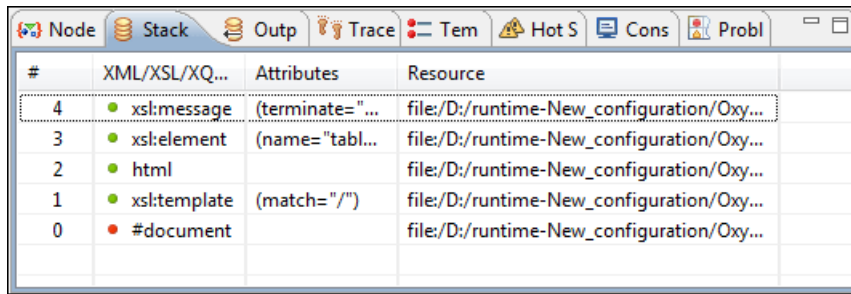 Node Stack Outp Trace Tem Hot S Cons Probl
# XML/XSL/XQ... Attributes Resource
4 xsl:message (terminate="... file:/D:/runtime-New_configuration/Oxy...
3 xsl:element (name="tabl... file:/D:/runtime-New_configuration/Oxy...
2 html file:/D:/runtime-New_configuration/Oxy...
1 xsl:template (match="/") file:/D:/runtime-New_configuration/Oxy...
0 #document file:/D:/runtime-New_configuration/Oxy...